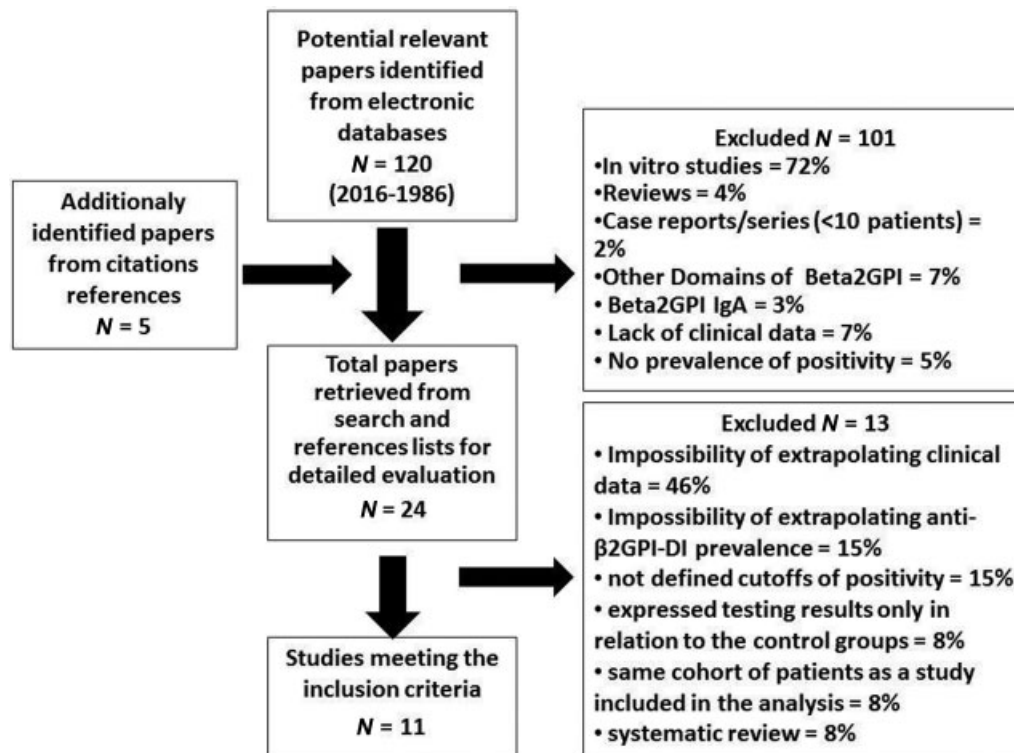 Potential relevant
papers identified
from electronic
databases
N = 120
(2016-1986)
Additionaly
identified papers
from citations
references
N = 5
Excluded N = 101
•In vitro studies = 72%
•Reviews = 4%
•Case reports/series (<10 patients) =
2%
•Other Domains of Beta2GPI = 7%
• Beta2GPI IgA = 3%
• Lack of clinical data = 7%
• No prevalence of positivity = 5%
Total papers
retrieved from
search and
references lists for
detailed evaluation
N = 24
Excluded N = 13
• Impossibility of extrapolating clinical
data = 46%
• Impossibility of extrapolating anti-
β2GPI-DI prevalence = 15%
• not defined cutoffs of positivity = 15%
• expressed testing results only in
relation to the control groups = 8%
• same cohort of patients as a study
included in the analysis = 8%
• systematic review = 8%
Studies meeting the
inclusion criteria
N = 11